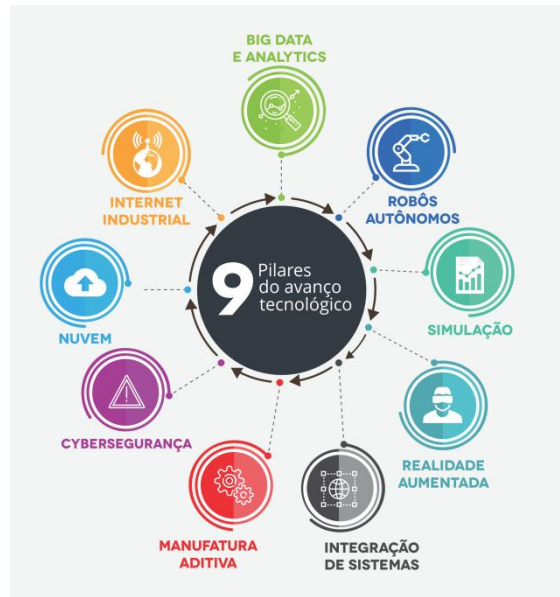 BIG DATA
E ANALYTICS
ROBÔS
AUTÔNOMOS
SIMULAÇÃO
REALIDADE
AUMENTADA
INTEGRAÇÃO
DE SISTEMAS
MANUFATURA
ADITIVA
CYBERSEGURANÇA
NUVEM
INTERNET
INDUSTRIAL
9 Pilares
do avanço
tecnológico